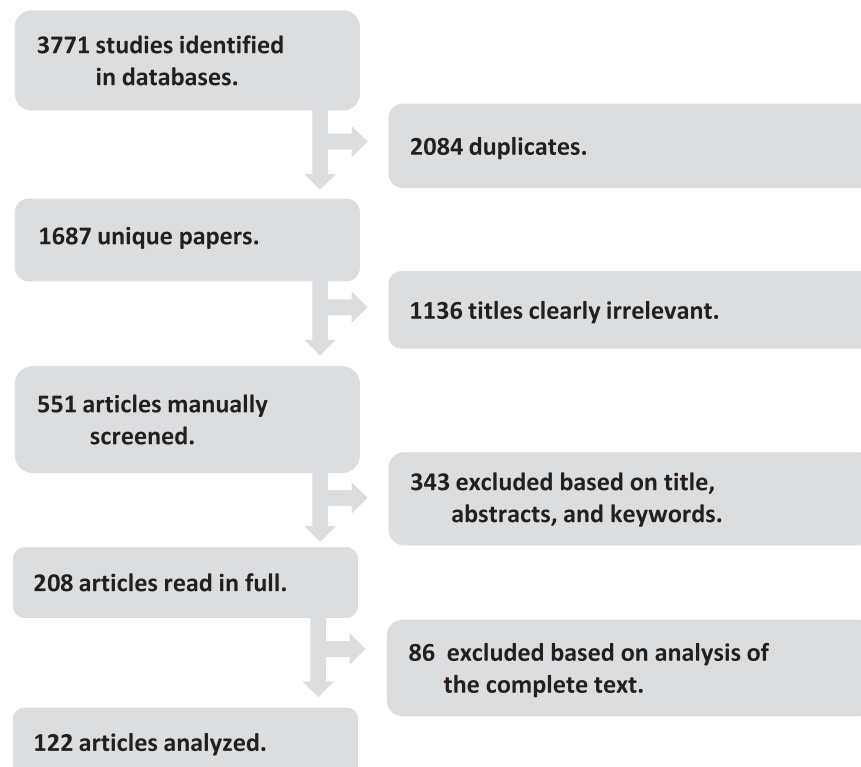 3771 studies identified
in databases.
2084 duplicates.
1687 unique papers.
1136 titles clearly irrelevant.
551 articles manually
screened.
343 excluded based on title,
abstracts, and keywords.
208 articles read in full.
86 excluded based on analysis of
the complete text.
122 articles analyzed.